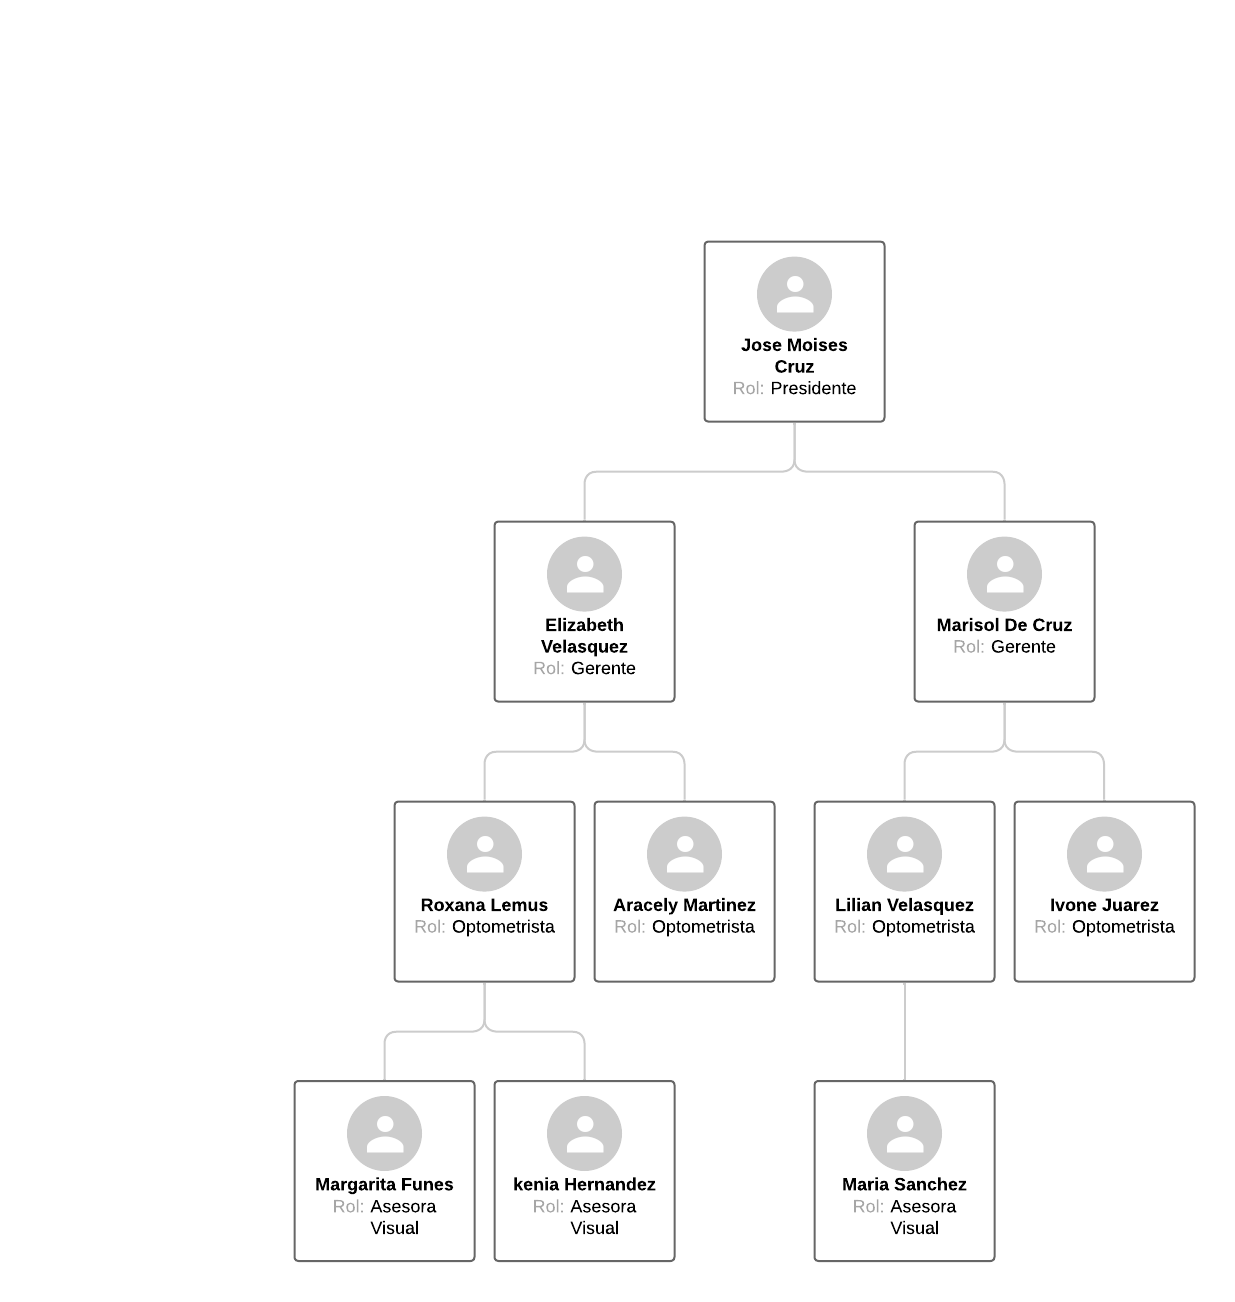 Jose Moises
Cruz
Rol: Presidente
Elizabeth
Velasquez
Rol: Gerente
Marisol De Cruz
Rol: Gerente
Roxana Lemus
Rol: Optometrista
Aracely Martinez
Rol: Optometrista
Lilian Velasquez
Rol: Optometrista
Ivone Juarez
Rol: Optometrista
Margarita Funes
Rol: Asesora
Visual
kenia Hernandez
Rol: Asesora
Visual
Maria Sanchez
Rol: Asesora
Visual